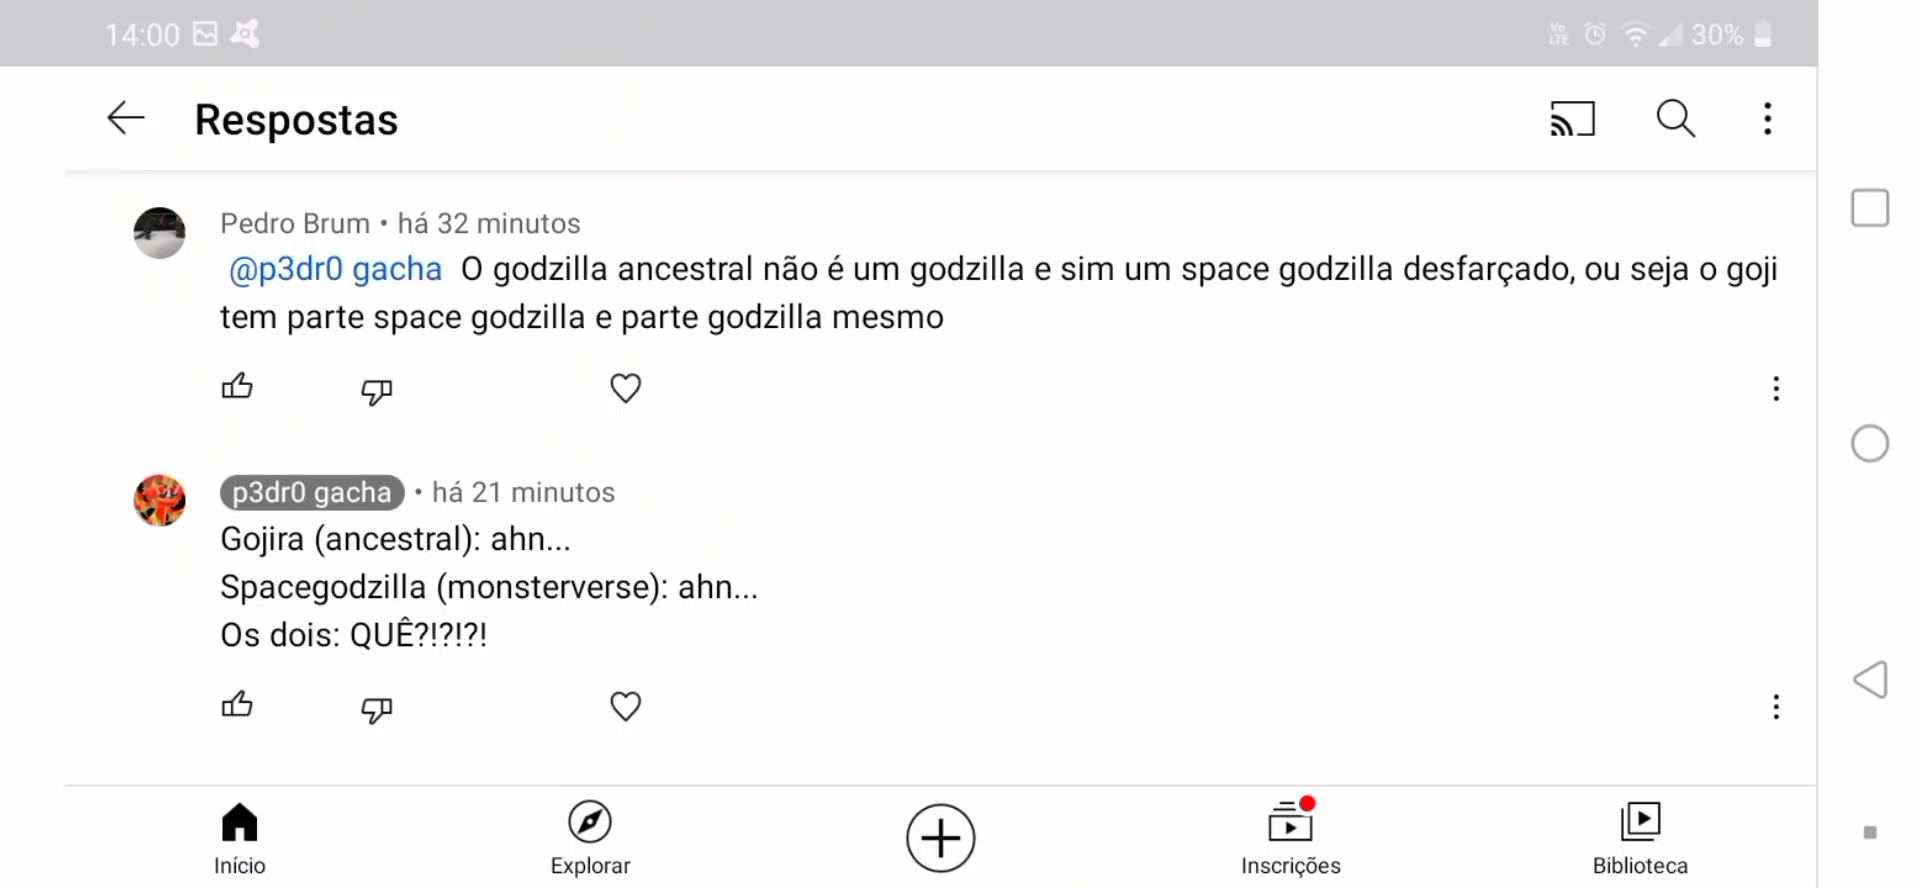 14:00
Vo LTE 30%
Respostas
Pedro Brum • há 32 minutos
@p3dr0 gacha O godzilla ancestral não é um godzilla e sim um space godzilla desfarçado, ou seja o goji
tem parte space godzilla e parte godzilla mesmo
p3dr0 gacha • há 21 minutos
Gojira (ancestral): ahn...
Spacegodzilla (monsterverse): ahn...
Os dois: QUÊ?!?!?!
Início Explorar Inscrições Biblioteca